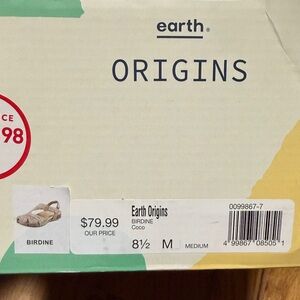 earth®
ORIGINS
CE
98
$79.99
OUR PRICE
Earth Origins
BIRDINE
Coco
8½ M MEDIUM
0099867-7
4 99867 08505 1
BIRDINE